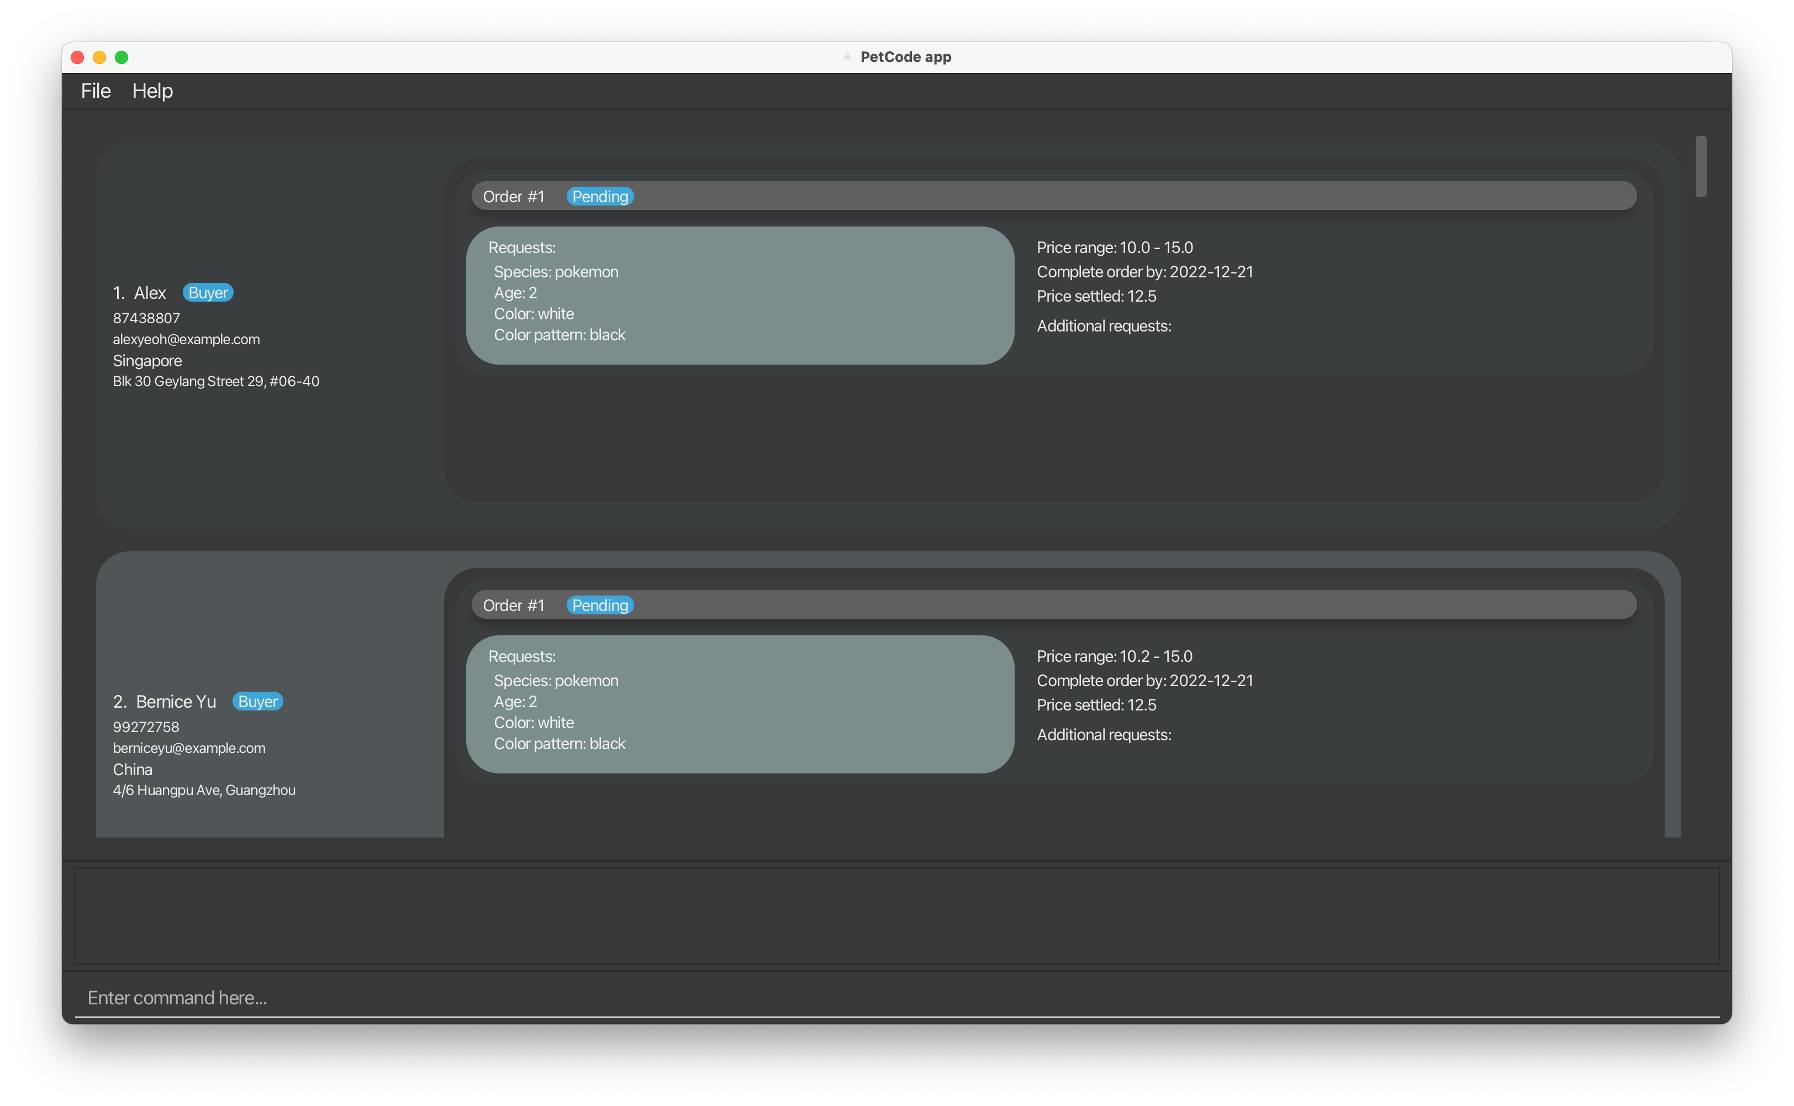 PetCode app
File Help
Order #1 Pending
Requests:
Species: pokemon
Age: 2
Color: white
Color pattern: black
Price range: 10.0 - 15.0
Complete order by: 2022-12-21
Price settled: 12.5
Additional requests:
1. Alex Buyer
87438807
alexyeoh@example.com
Singapore
Blk 30 Geylang Street 29, #06-40
Order #1 Pending
Requests:
Species: pokemon
Age: 2
Color: white
Color pattern: black
Price range: 10.2 - 15.0
Complete order by: 2022-12-21
Price settled: 12.5
Additional requests:
2. Bernice Yu Buyer
99272758
berniceyu@example.com
China
4/6 Huangpu Ave, Guangzhou
Enter command here...